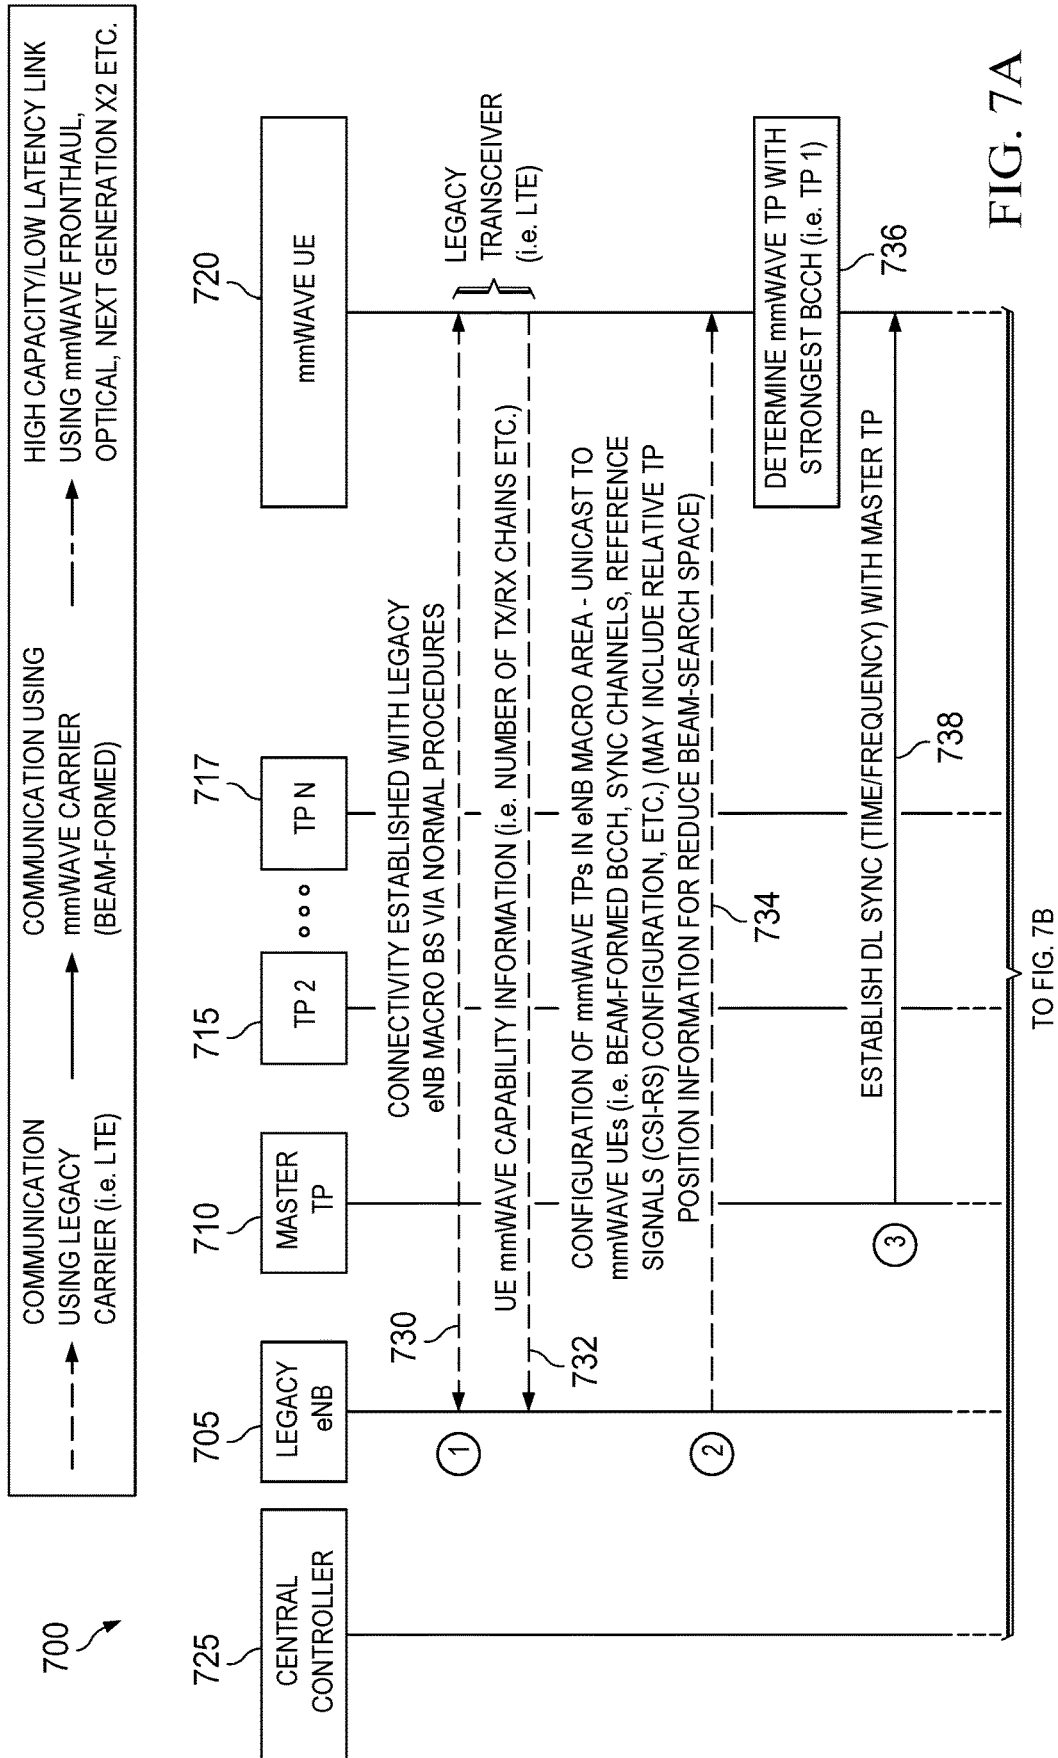 COMMUNICATION
USING LEGACY
CARRIER (i.e. LTE)
COMMUNICATION USING
mmWAVE CARRIER
(BEAM-FORMED)
HIGH CAPACITY/LOW LATENCY LINK
USING mmWAVE FRONTHAUL,
OPTICAL, NEXT GENERATION X2 ETC.
700
725
705
710
715
717
720
CENTRAL
CONTROLLER
LEGACY
eNB
MASTER
TP
TP 2
TP N
mmWAVE UE
CONNECTIVITY ESTABLISHED WITH LEGACY
eNB MACRO BS VIA NORMAL PROCEDURES
730
1
LEGACY
TRANSCEIVER
(i.e. LTE)
UE mmWAVE CAPABILITY INFORMATION (i.e. NUMBER OF TX/RX CHAINS ETC.)
732
CONFIGURATION OF mmWAVE TPs IN eNB MACRO AREA - UNICAST TO
mmWAVE UEs (i.e. BEAM-FORMED BCCH, SYNC CHANNELS, REFERENCE
SIGNALS (CSI-RS) CONFIGURATION, ETC.) (MAY INCLUDE RELATIVE TP
POSITION INFORMATION FOR REDUCE BEAM-SEARCH SPACE)
2
734
DETERMINE mmWAVE TP WITH
STRONGEST BCCH (i.e. TP 1)
736
ESTABLISH DL SYNC (TIME/FREQUENCY) WITH MASTER TP
3
738
TO FIG. 7B
FIG. 7A